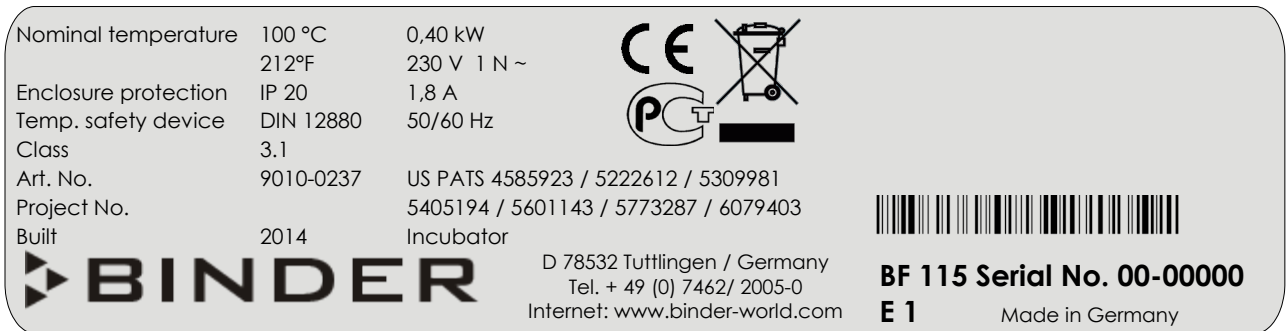 Nominal temperature 100 °C 0,40 kW
212°F 230 V 1 N ~
Enclosure protection IP 20 1,8 A
Temp. safety device DIN 12880 50/60 Hz
Class 3.1
Art. No. 9010-0237 US PATS 4585923 / 5222612 / 5309981
Project No. 5405194 / 5601143 / 5773287 / 6079403
Built 2014 Incubator
CE
PCT
BINDER
D 78532 Tuttlingen / Germany
Tel. + 49 (0) 7462/ 2005-0
Internet: www.binder-world.com
BF 115 Serial No. 00-00000
E 1 Made in Germany